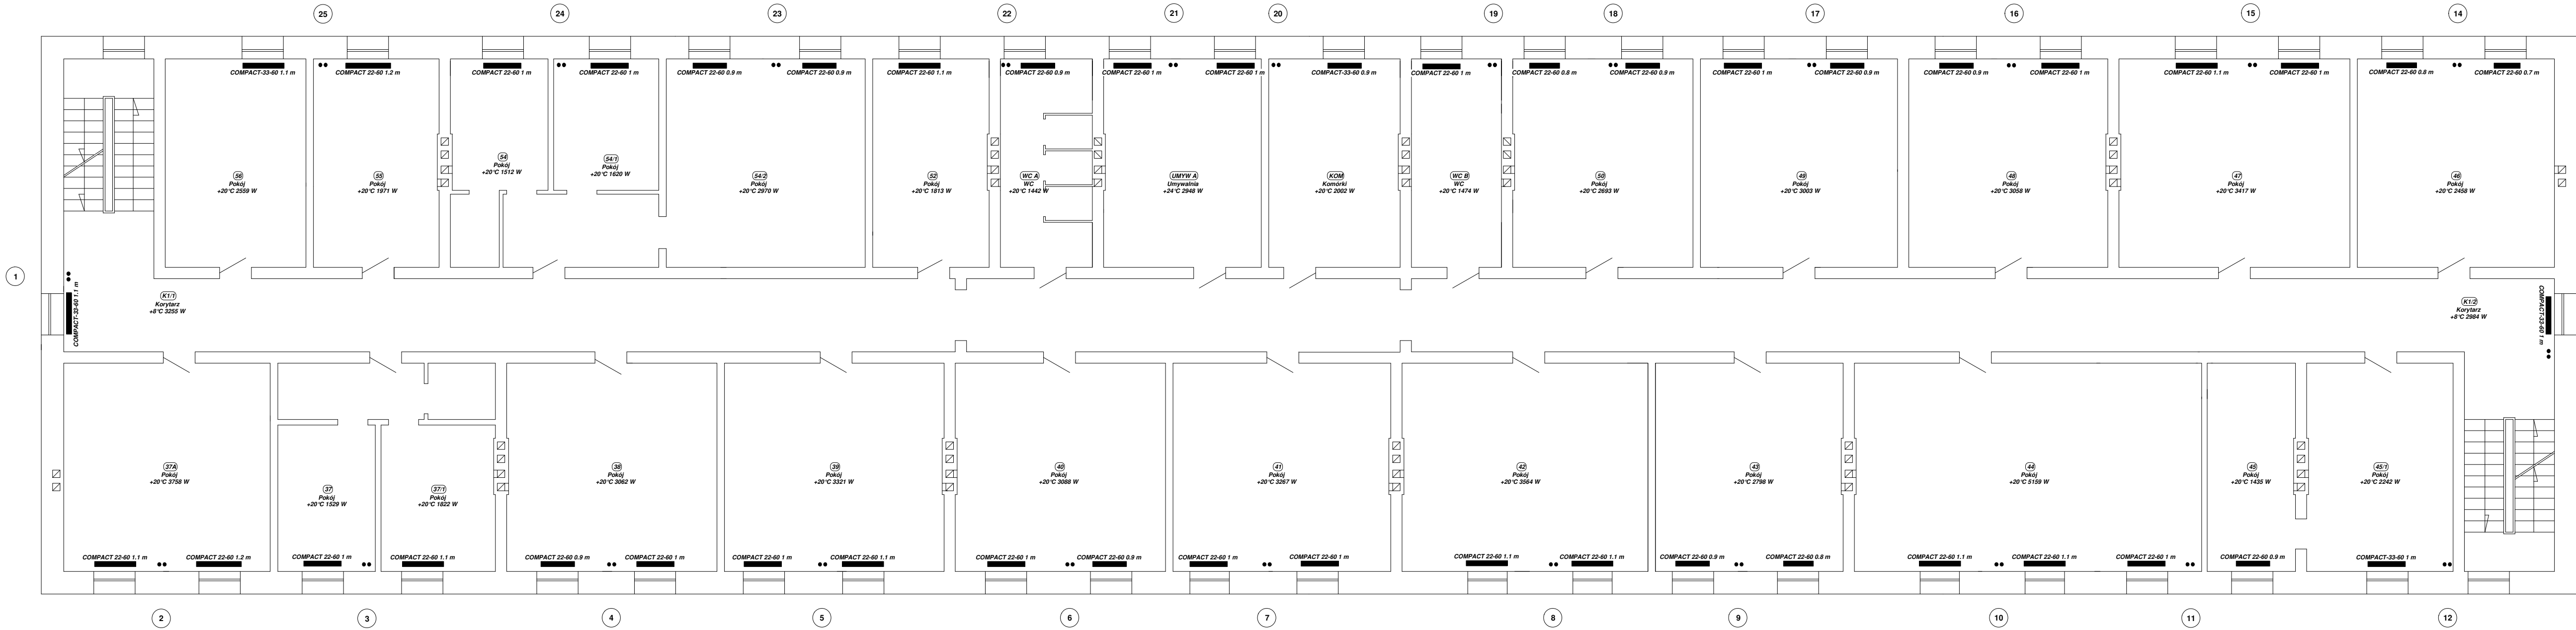 25
24
23
22
21
20
19
18
17
16
15
14
COMPACT-33-60 1.1 m
COMPACT 22-60 1.2 m
COMPACT 22-60 1 m
COMPACT 22-60 1 m
COMPACT 22-60 0.9 m
COMPACT 22-60 0.9 m
COMPACT 22-60 1.1 m
COMPACT 22-60 0.9 m
COMPACT 22-60 1 m
COMPACT 22-60 1 m
COMPACT-33-60 0.9 m
COMPACT 22-60 1 m
COMPACT 22-60 0.8 m
COMPACT 22-60 0.9 m
COMPACT 22-60 1 m
COMPACT 22-60 0.9 m
COMPACT 22-60 0.9 m
COMPACT 22-60 1 m
COMPACT 22-60 1.1 m
COMPACT 22-60 1 m
COMPACT 22-60 0.8 m
COMPACT 22-60 0.7 m
56
Pokój
+20°C 2559 W
55
Pokój
+20°C 1971 W
54
Pokój
+20°C 1512 W
54/1
Pokój
+20°C 1620 W
54/2
Pokój
+20°C 2970 W
52
Pokój
+20°C 1813 W
WC A
WC
+20°C 1442 W
UMYW A
Umywalnia
+24°C 2948 W
KOM
Komórki
+20°C 2002 W
WC B
WC
+20°C 1474 W
50
Pokój
+20°C 2693 W
49
Pokój
+20°C 3003 W
48
Pokój
+20°C 3058 W
47
Pokój
+20°C 3417 W
46
Pokój
+20°C 2458 W
1
COMPACT-33-60 1.1 m
K1/1
Korytarz
+8°C 3255 W
K1/2
Korytarz
+8°C 2984 W
COMPACT-33-60 1 m
37A
Pokój
+20°C 3758 W
37
Pokój
+20°C 1529 W
37/1
Pokój
+20°C 1822 W
38
Pokój
+20°C 3062 W
39
Pokój
+20°C 3321 W
40
Pokój
+20°C 3088 W
41
Pokój
+20°C 3267 W
42
Pokój
+20°C 3564 W
43
Pokój
+20°C 2798 W
44
Pokój
+20°C 5159 W
45
Pokój
+20°C 1435 W
45/1
Pokój
+20°C 2242 W
COMPACT 22-60 1.1 m
COMPACT 22-60 1.2 m
COMPACT 22-60 1 m
COMPACT 22-60 1.1 m
COMPACT 22-60 0.9 m
COMPACT 22-60 1 m
COMPACT 22-60 1 m
COMPACT 22-60 1.1 m
COMPACT 22-60 1 m
COMPACT 22-60 0.9 m
COMPACT 22-60 1 m
COMPACT 22-60 1 m
COMPACT 22-60 1.1 m
COMPACT 22-60 1.1 m
COMPACT 22-60 0.9 m
COMPACT 22-60 0.8 m
COMPACT 22-60 1.1 m
COMPACT 22-60 1.1 m
COMPACT 22-60 1 m
COMPACT 22-60 0.9 m
COMPACT-33-60 1 m
2
3
4
5
6
7
8
9
10
11
12